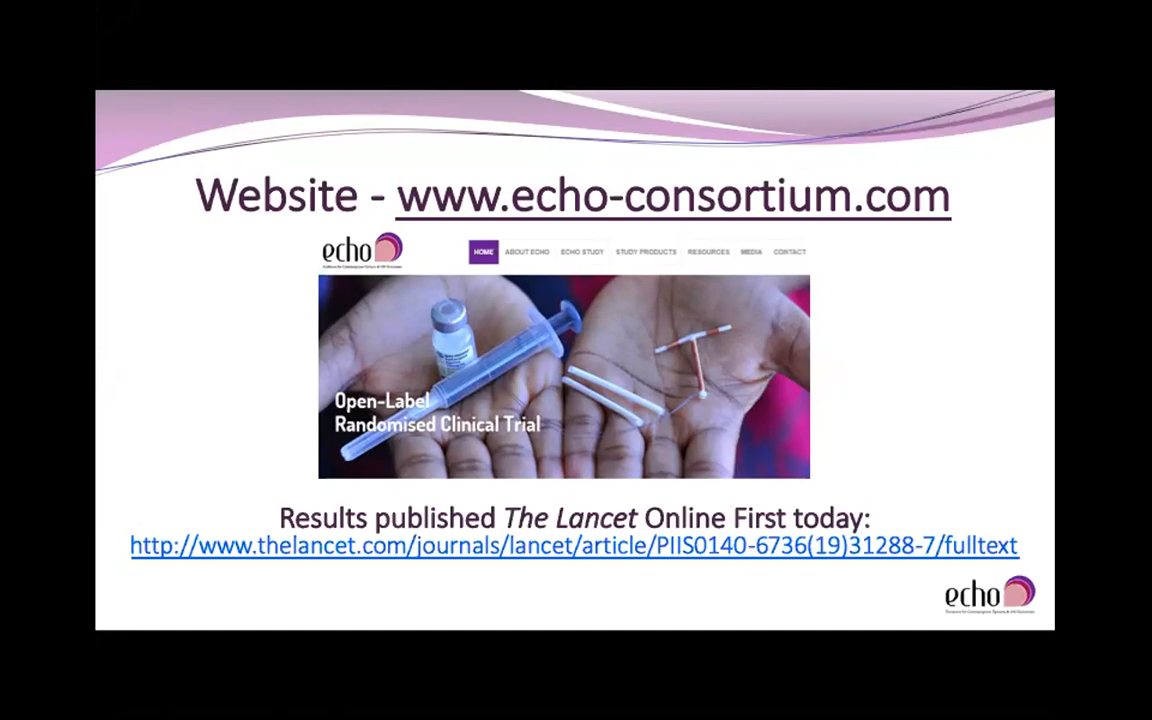 Website - www.echo-consortium.com
echo
HOME ABOUT ECHO ECHO STUDY STUDY PRODUCTS RESOURCES MEDIA CONTACT
Open-Label
Randomised Clinical Trial
Results published The Lancet Online First today:
http://www.thelancet.com/journals/lancet/article/PIIS0140-6736(19)31288-7/fulltext
echo